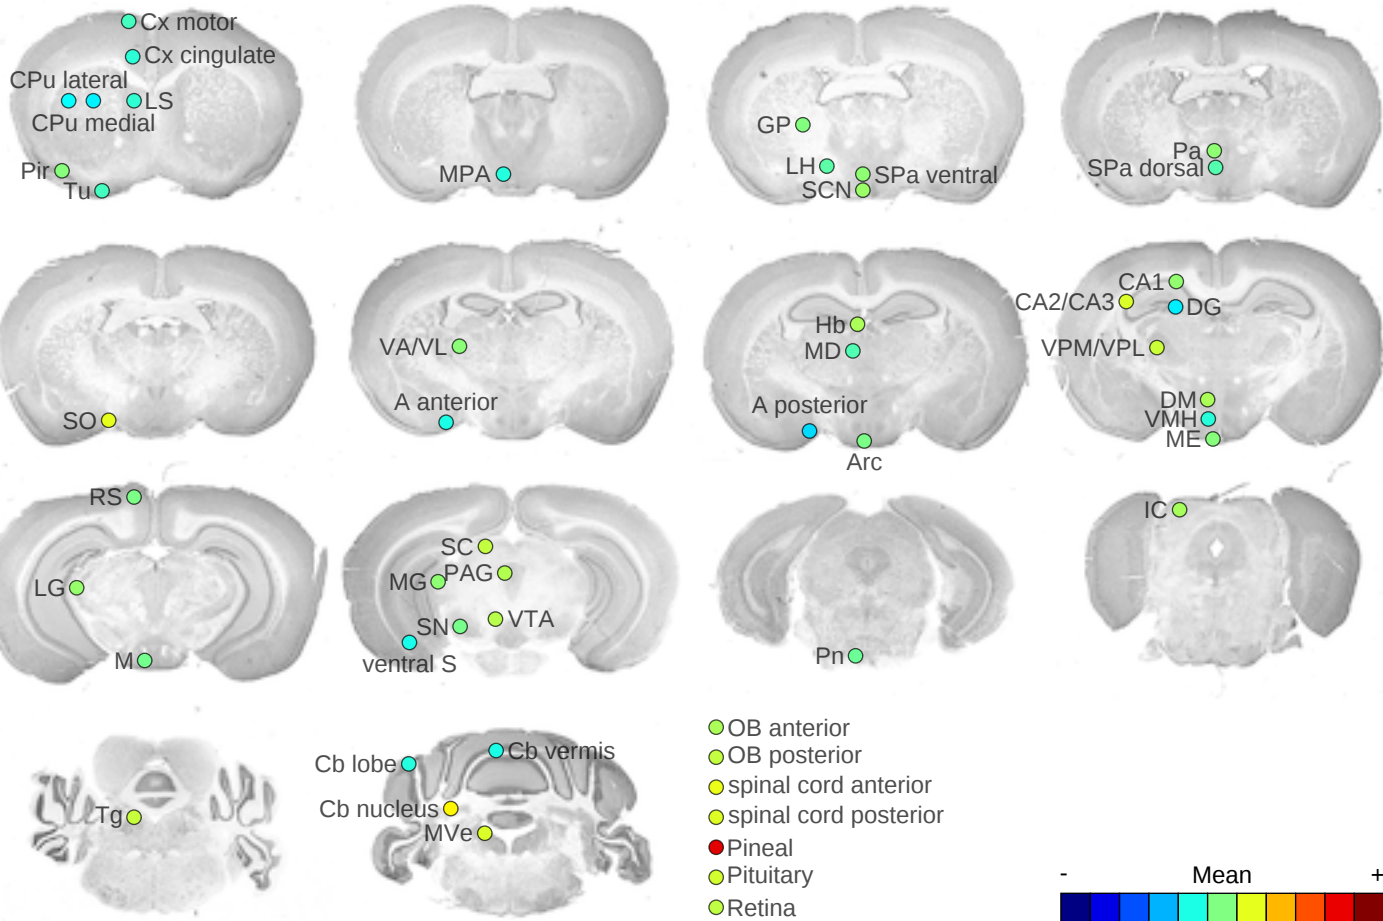 Cx motor
Cx cingulate
CPu lateral
LS
CPu medial
Pir
Tu
MPA
GP
LH
SPa ventral
SCN
Pa
SPa dorsal
SO
VA/VL
A anterior
Hb
MD
A posterior
Arc
CA1
CA2/CA3
DG
VPM/VPL
DM
VMH
ME
RS
LG
M
SC
PAG
MG
VTA
SN
ventral S
Pn
IC
Tg
Cb vermis
Cb lobe
Cb nucleus
MVe
OB anterior
OB posterior
spinal cord anterior
spinal cord posterior
Pineal
Pituitary
Retina
- Mean +